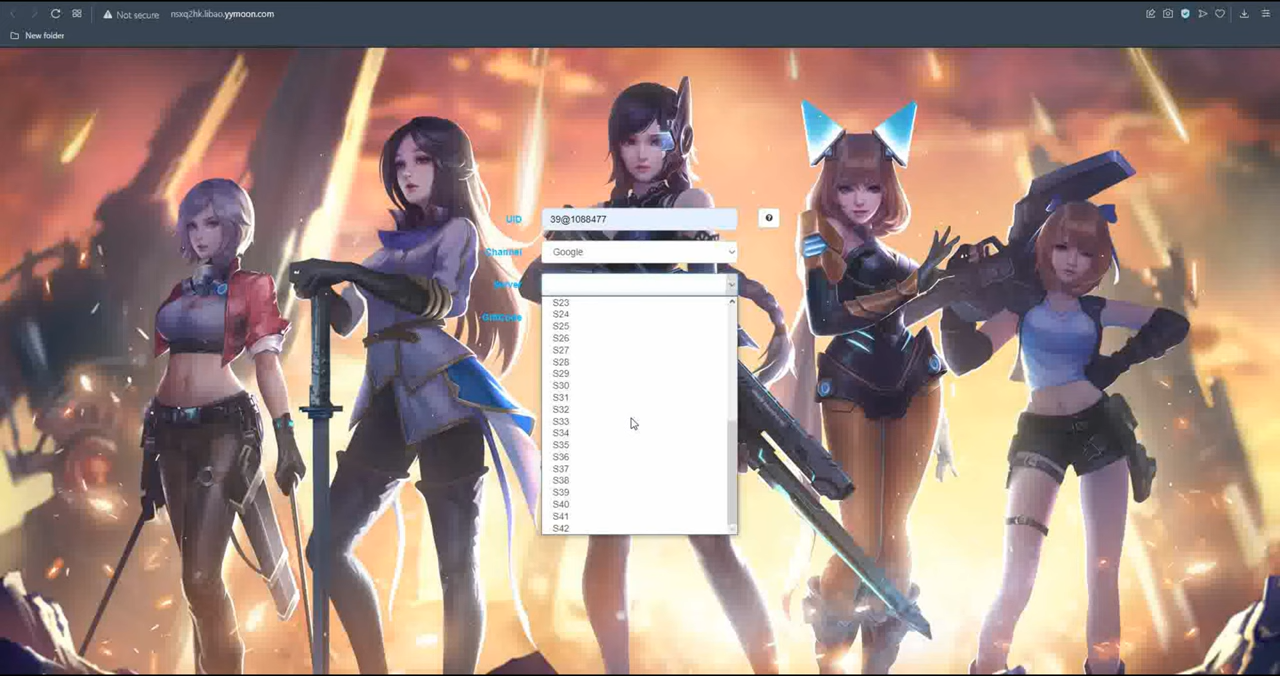 Not secure nsxq2hk.libao.yymoon.com
New folder
UID 39@1088477
Channel Google
Server
S23
S24
S25
S26
S27
S28
S29
S30
S31
S32
S33
S34
S35
S36
S37
S38
S39
S40
S41
S42